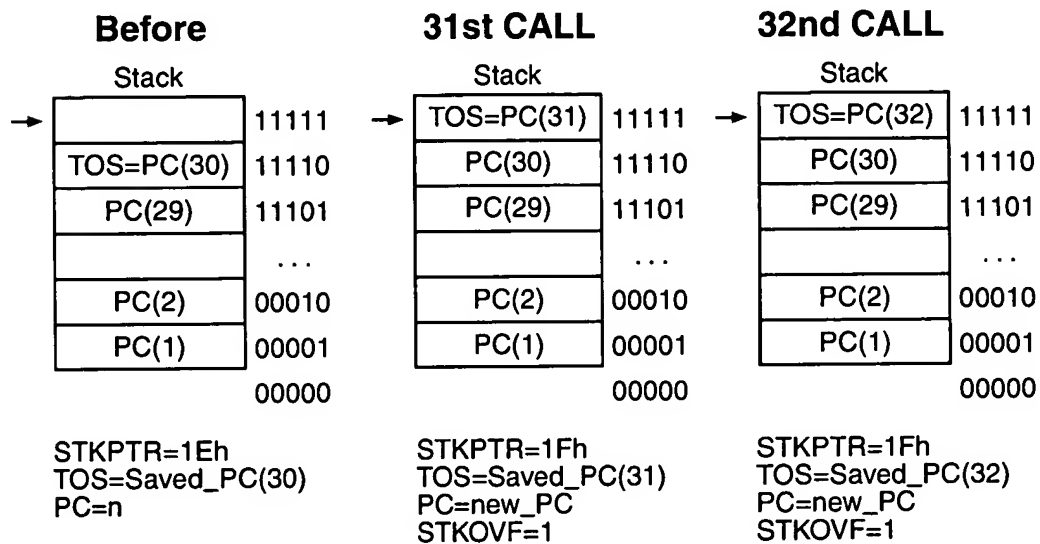 Before
Stack
11111
TOS=PC(30) 11110
PC(29) 11101
...
PC(2) 00010
PC(1) 00001
00000
STKPTR=1Eh
TOS=Saved_PC(30)
PC=n
31st CALL
Stack
TOS=PC(31) 11111
PC(30) 11110
PC(29) 11101
...
PC(2) 00010
PC(1) 00001
00000
STKPTR=1Fh
TOS=Saved_PC(31)
PC=new_PC
STKOVF=1
32nd CALL
Stack
TOS=PC(32) 11111
PC(30) 11110
PC(29) 11101
...
PC(2) 00010
PC(1) 00001
00000
STKPTR=1Fh
TOS=Saved_PC(32)
PC=new_PC
STKOVF=1